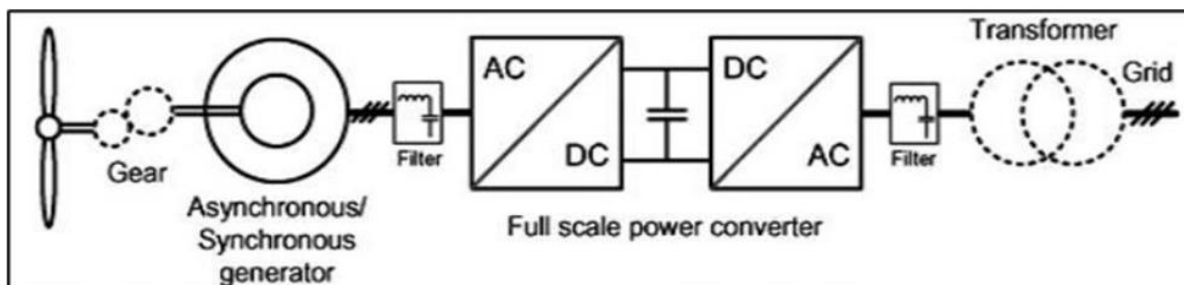 Transformer
Grid
AC
DC
DC
AC
Gear
Filter
Filter
Asynchronous/
Synchronous
generator
Full scale power converter